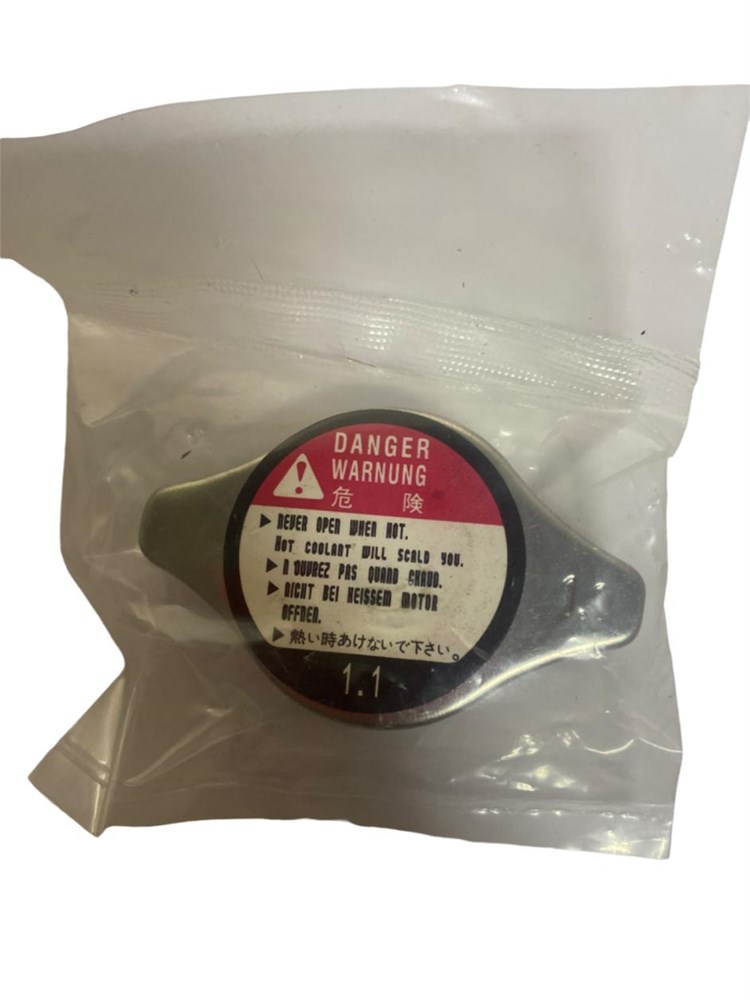 DANGER
WARNUNG
危 険
▶ NEVER OPEN WHEN HOT.
HOT COOLANT WILL SCALD YOU.
▶ N'OUVREZ PAS QUAND CHAUD.
▶ NICHT BEI HEISSEM MOTOR
OFFNEN.
▶ 熱い時あけないで下さい。
1.1